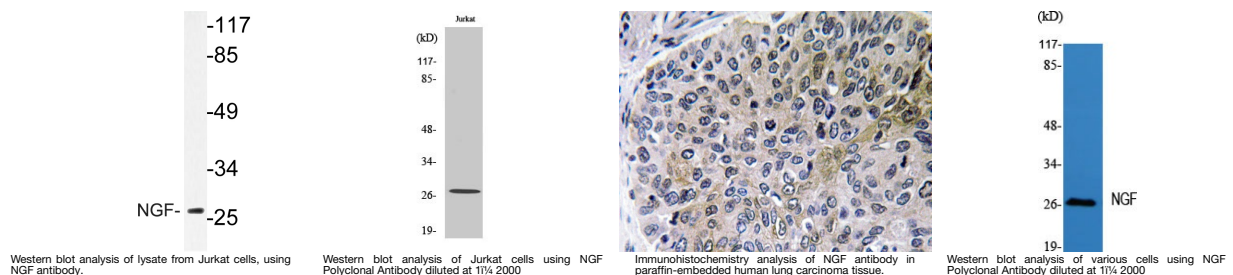 -117
-85
-49
-34
NGF-
-25
Western blot analysis of lysate from Jurkat cells, using
NGF antibody.
Jurkat
(kD)
117-
85-
48-
34-
26-
19-
Western blot analysis of Jurkat cells using NGF
Polyclonal Antibody diluted at 1ï¼ 2000
Immunohistochemistry analysis of NGF antibody in
paraffin-embedded human lung carcinoma tissue.
(kD)
117-
85-
48-
34-
26-
NGF
19-
Western blot analysis of various cells using NGF
Polyclonal Antibody diluted at 1ï¼ 2000